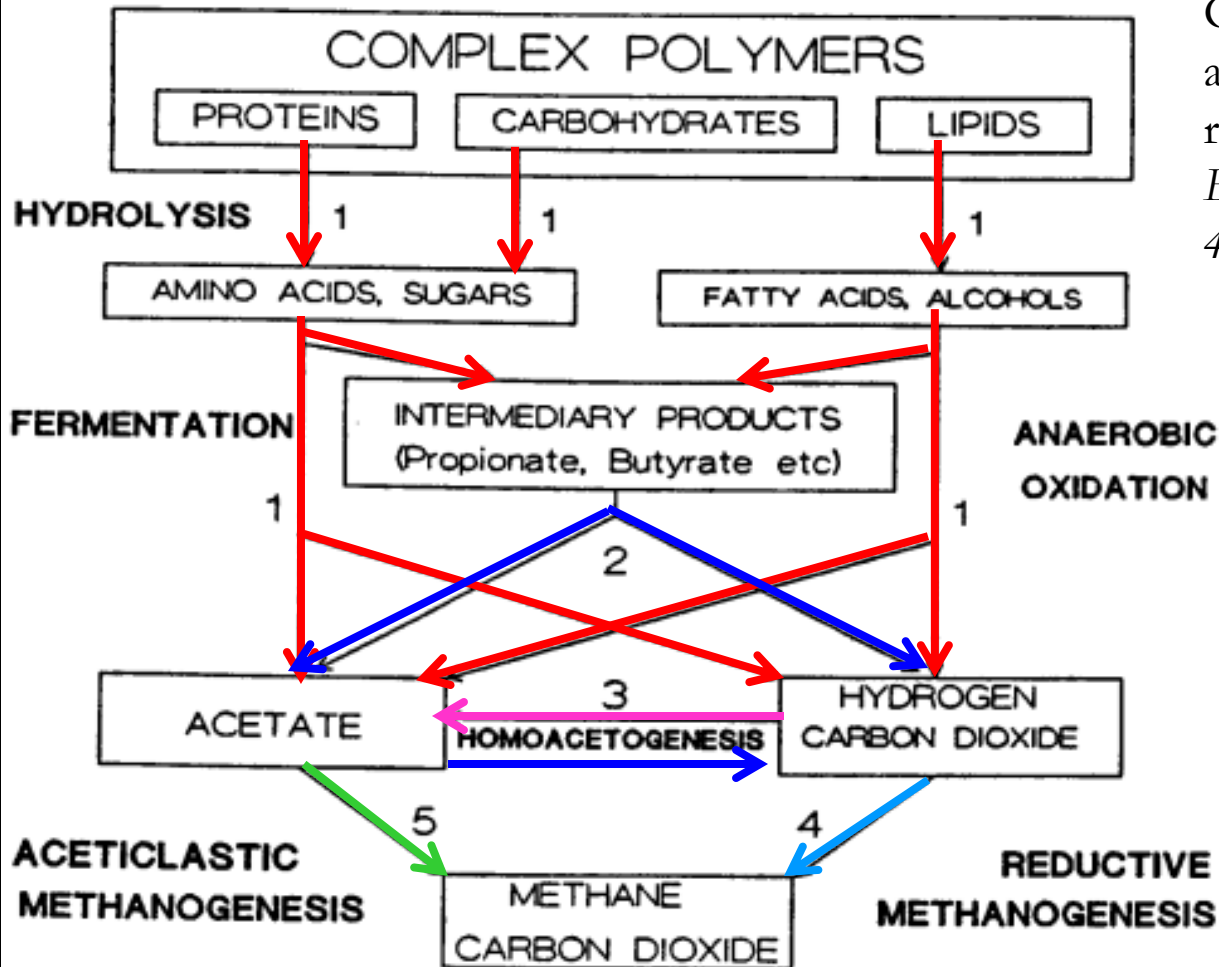 COMPLEX POLYMERS
PROTEINS
CARBOHYDRATES
LIPIDS
HYDROLYSIS
1
1
1
AMINO ACIDS, SUGARS
FATTY ACIDS, ALCOHOLS
FERMENTATION
INTERMEDIARY PRODUCTS
(Propionate, Butyrate etc)
ANAEROBIC
OXIDATION
1
2
1
ACETATE
3
HOMOACETOGENESIS
HYDROGEN
CARBON DIOXIDE
5
4
ACETICLASTIC
METHANOGENESIS
REDUCTIVE
METHANOGENESIS
METHANE
CARBON DIOXIDE